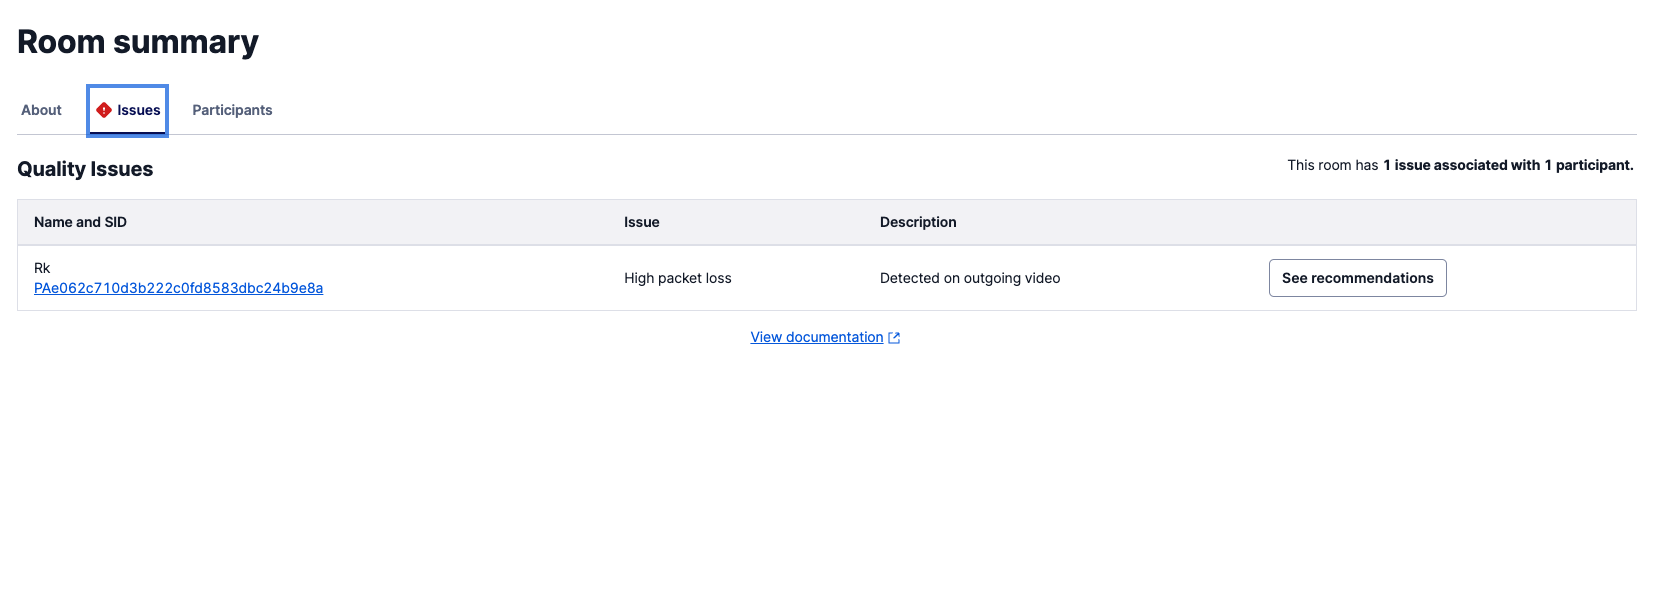 Room summary
About
Issues
Participants
Quality Issues
This room has 1 issue associated with 1 participant.
Name and SID
Issue
Description
Rk
PAe062c710d3b222c0fd8583dbc24b9e8a
High packet loss
Detected on outgoing video
See recommendations
View documentation